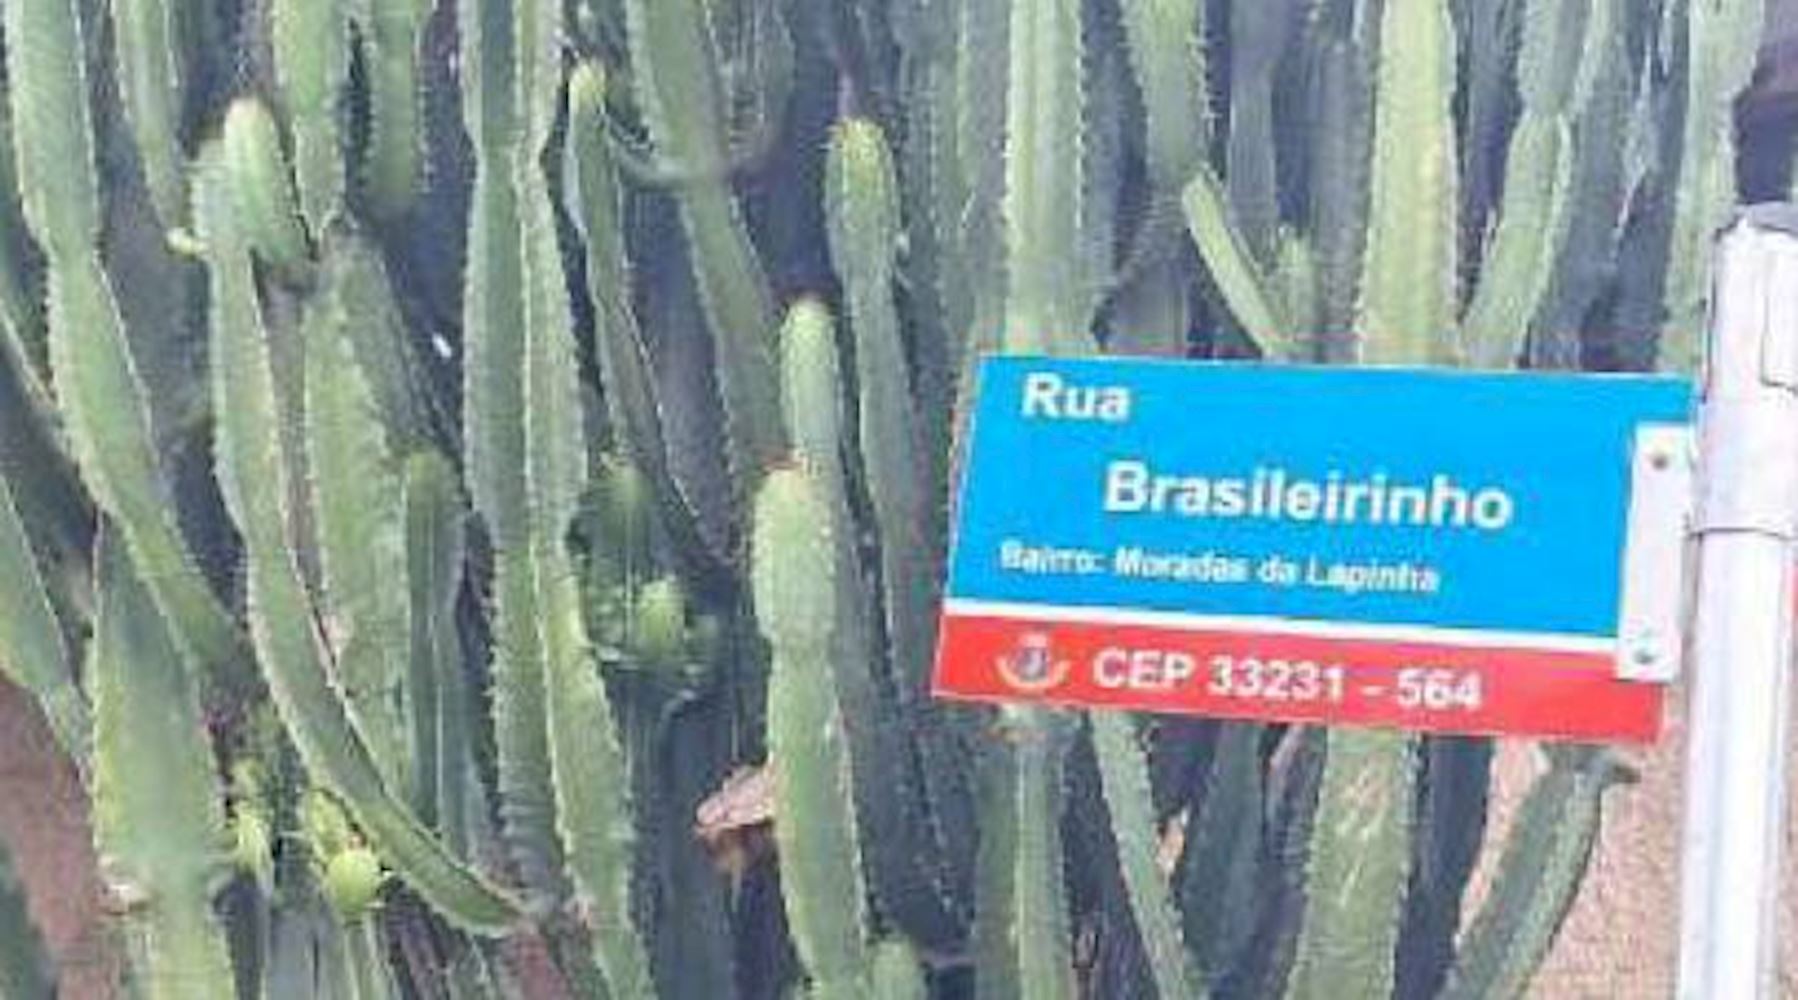 Rua
Brasileirinho
Bairro: Moradas da Lapinha
CEP 33231 - 564